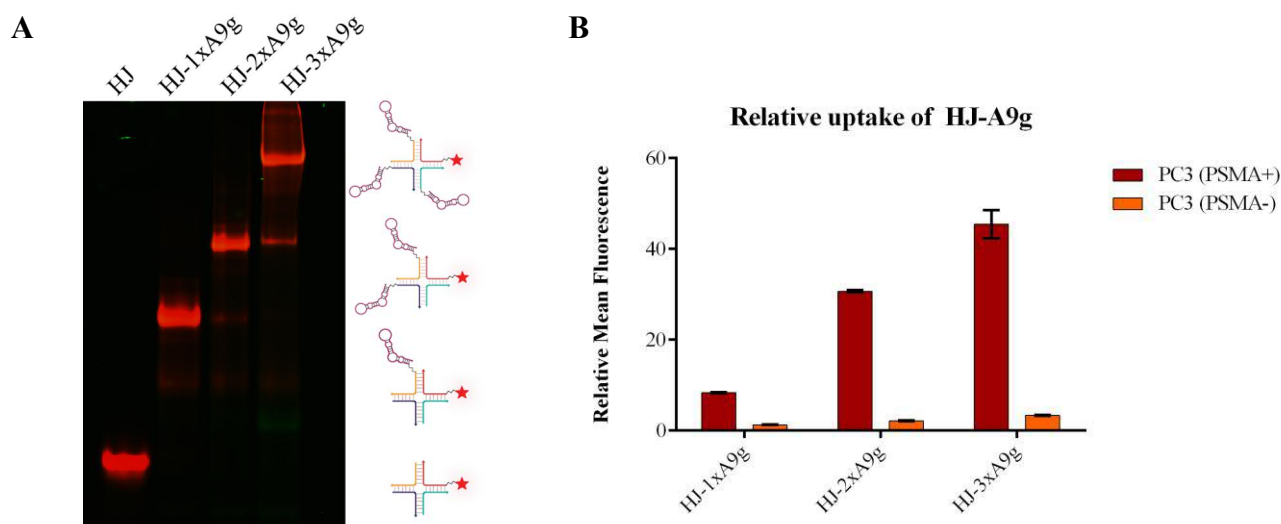 A
HJ
HJ-1xA9g
HJ-2xA9g
HJ-3xA9g
B
Relative uptake of HJ-A9g
Relative Mean Fluorescence
60
40
20
0
HJ-1xA9g
HJ-2xA9g
HJ-3xA9g
PC3 (PSMA+)
PC3 (PSMA-)